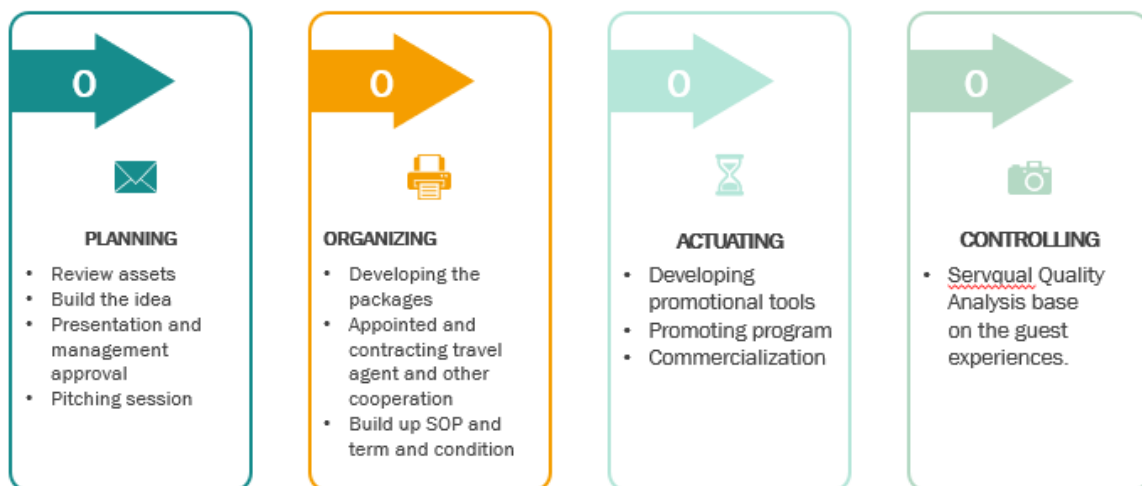 0
PLANNING
• Review assets
• Build the idea
• Presentation and
management
approval
• Pitching session
0
ORGANIZING
• Developing the
packages
• Appointed and
contracting travel
agent and other
cooperation
• Build up SOP and
term and condition
0
ACTUATING
• Developing
promotional tools
• Promoting program
• Commercialization
0
CONTROLLING
• Servqual Quality
Analysis base
on the guest
experiences.